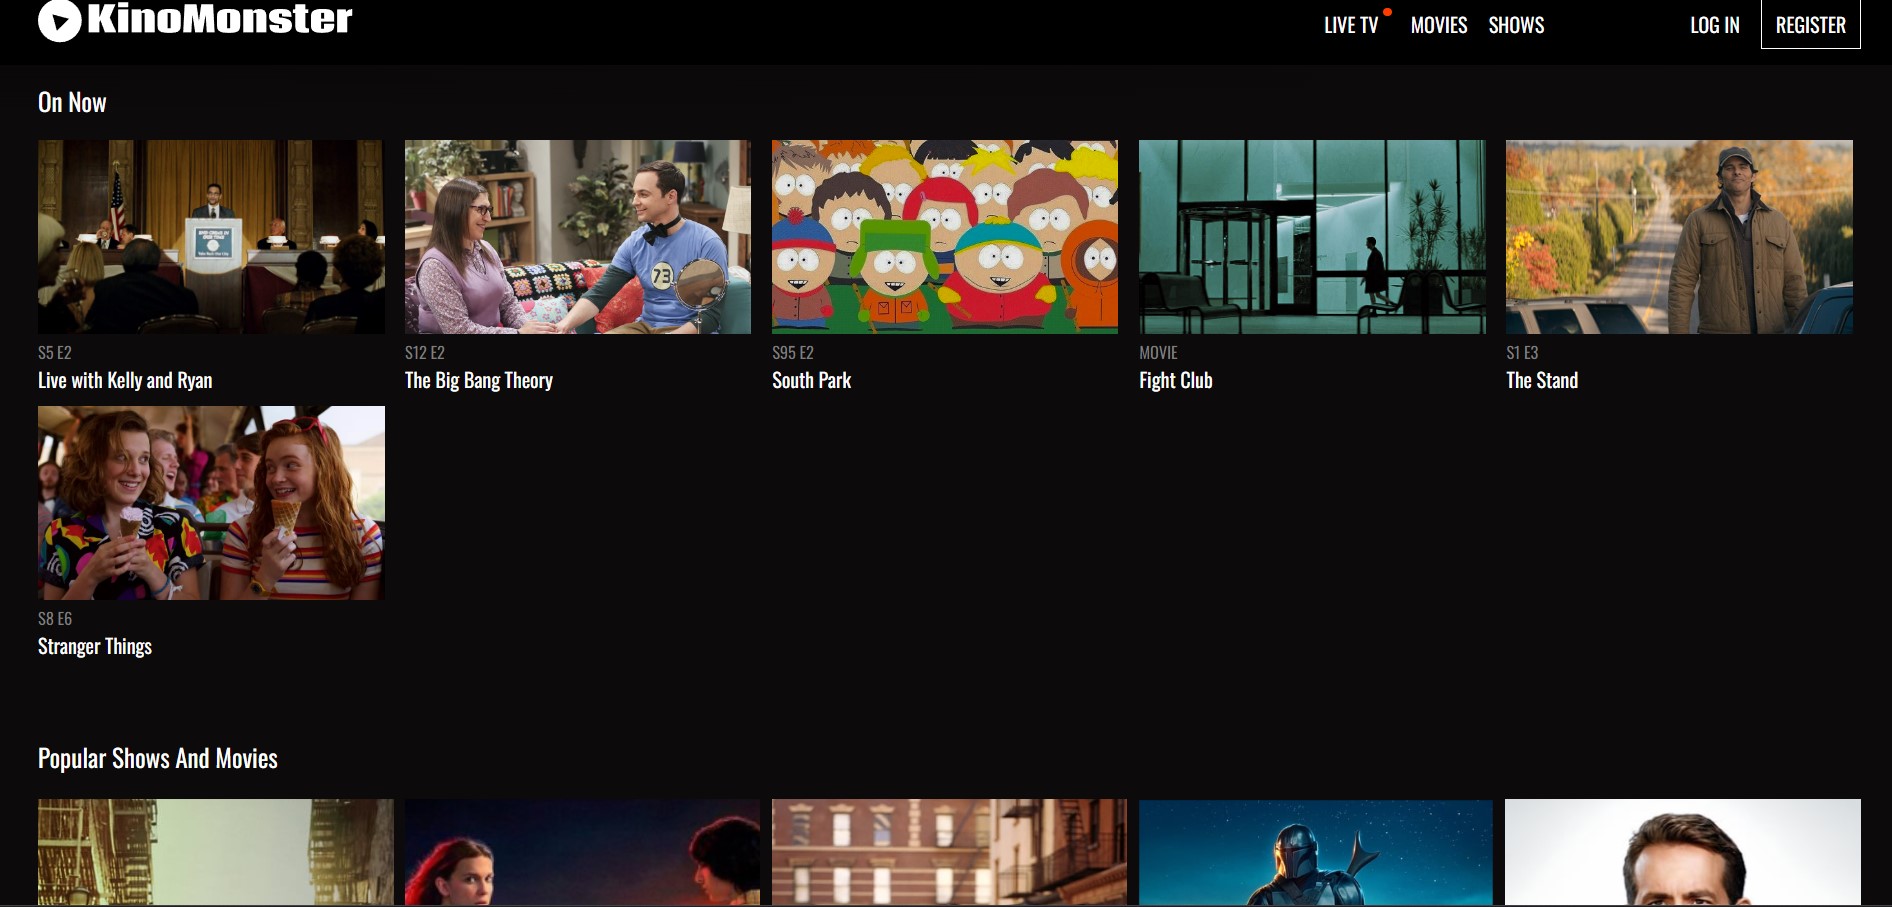 KinoMonster
LIVE TV MOVIES SHOWS LOG IN REGISTER
On Now
S5 E2
Live with Kelly and Ryan
S12 E2
The Big Bang Theory
73
S95 E2
South Park
MOVIE
Fight Club
S1 E3
The Stand
S8 E6
Stranger Things
Popular Shows And Movies